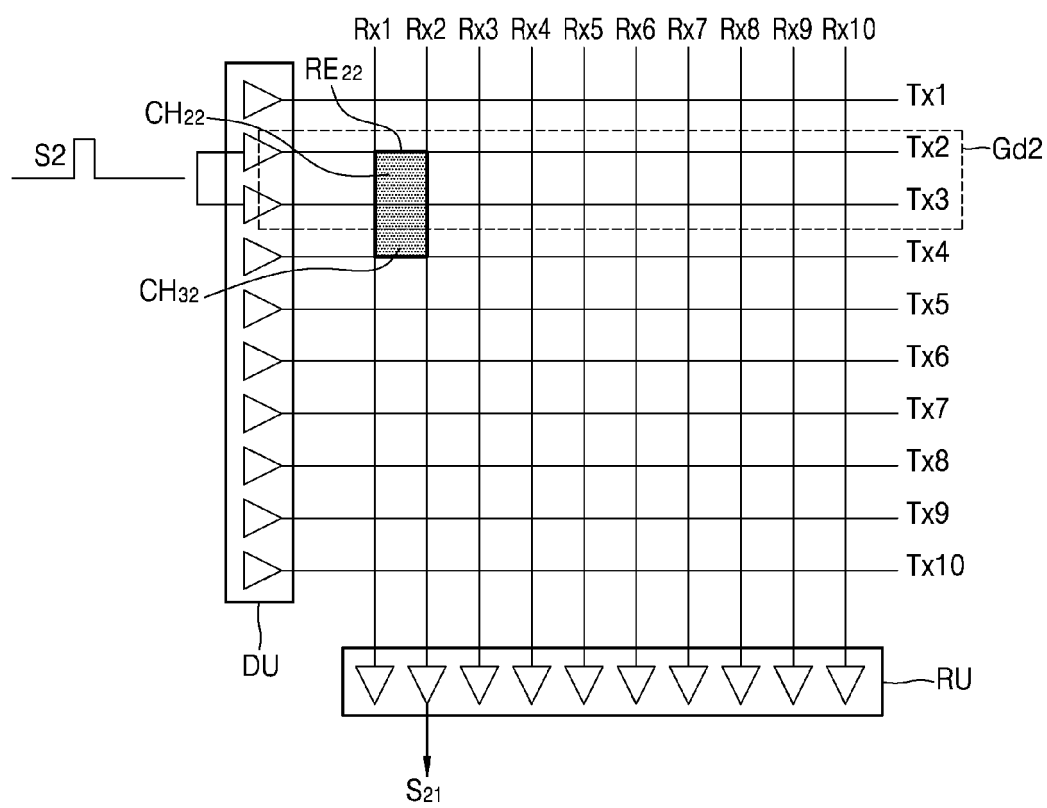 Rx1 Rx2 Rx3 Rx4 Rx5 Rx6 Rx7 Rx8 Rx9 Rx10
RE22
Tx1
CH22
S2
Tx2
Gd2
Tx3
Tx4
CH32
Tx5
Tx6
Tx7
Tx8
Tx9
Tx10
DU
RU
S21